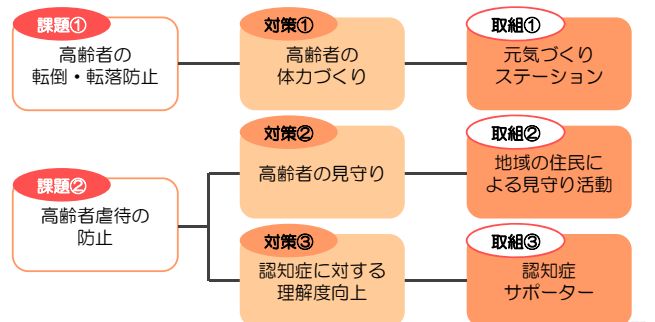 課題①
高齢者の
転倒・転落防止
対策①
高齢者の
体力づくり
取組①
元気づくり
ステーション
対策②
高齢者の見守り
取組②
地域の住民に
よる見守り活動
課題②
高齢者虐待の
防止
対策③
認知症に対する
理解度向上
取組③
認知症
サポーター